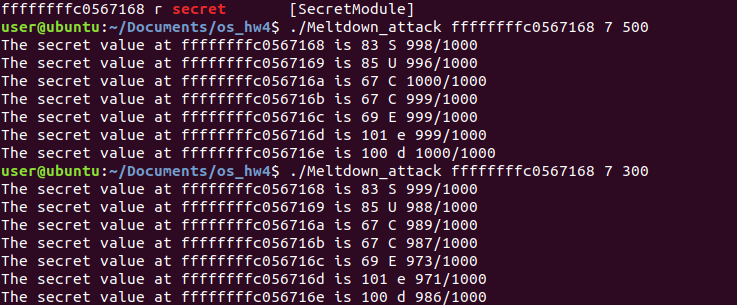 ffffffffc0567168 r secret [SecretModule]
user@ubuntu:~/Documents/os_hw4$ ./Meltdown_attack ffffffffc0567168 7 500
The secret value at ffffffffc0567168 is 83 S 998/1000
The secret value at ffffffffc0567169 is 85 U 996/1000
The secret value at ffffffffc056716a is 67 C 1000/1000
The secret value at ffffffffc056716b is 67 C 999/1000
The secret value at ffffffffc056716c is 69 E 999/1000
The secret value at ffffffffc056716d is 101 e 999/1000
The secret value at ffffffffc056716e is 100 d 1000/1000
user@ubuntu:~/Documents/os_hw4$ ./Meltdown_attack ffffffffc0567168 7 300
The secret value at ffffffffc0567168 is 83 S 999/1000
The secret value at ffffffffc0567169 is 85 U 988/1000
The secret value at ffffffffc056716a is 67 C 989/1000
The secret value at ffffffffc056716b is 67 C 987/1000
The secret value at ffffffffc056716c is 69 E 973/1000
The secret value at ffffffffc056716d is 101 e 971/1000
The secret value at ffffffffc056716e is 100 d 986/1000